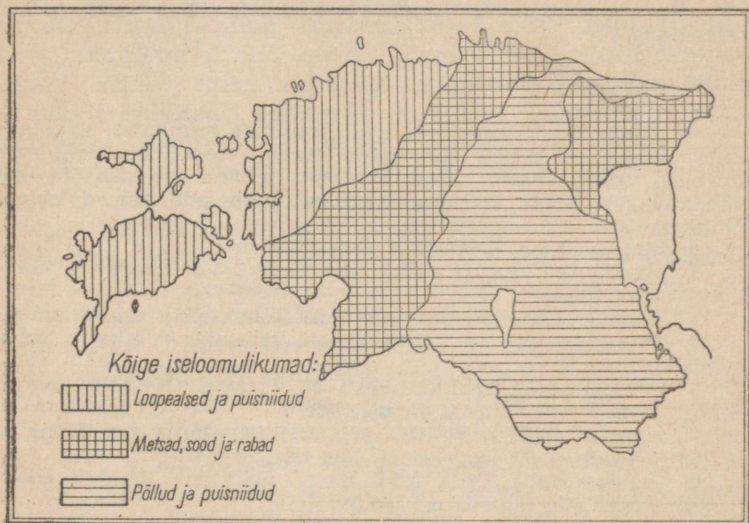 Kõige iseloomulikumad:
Loopealsed ja puisniidud
Metsad, sood ja rabad
Põllud ja puisniidud